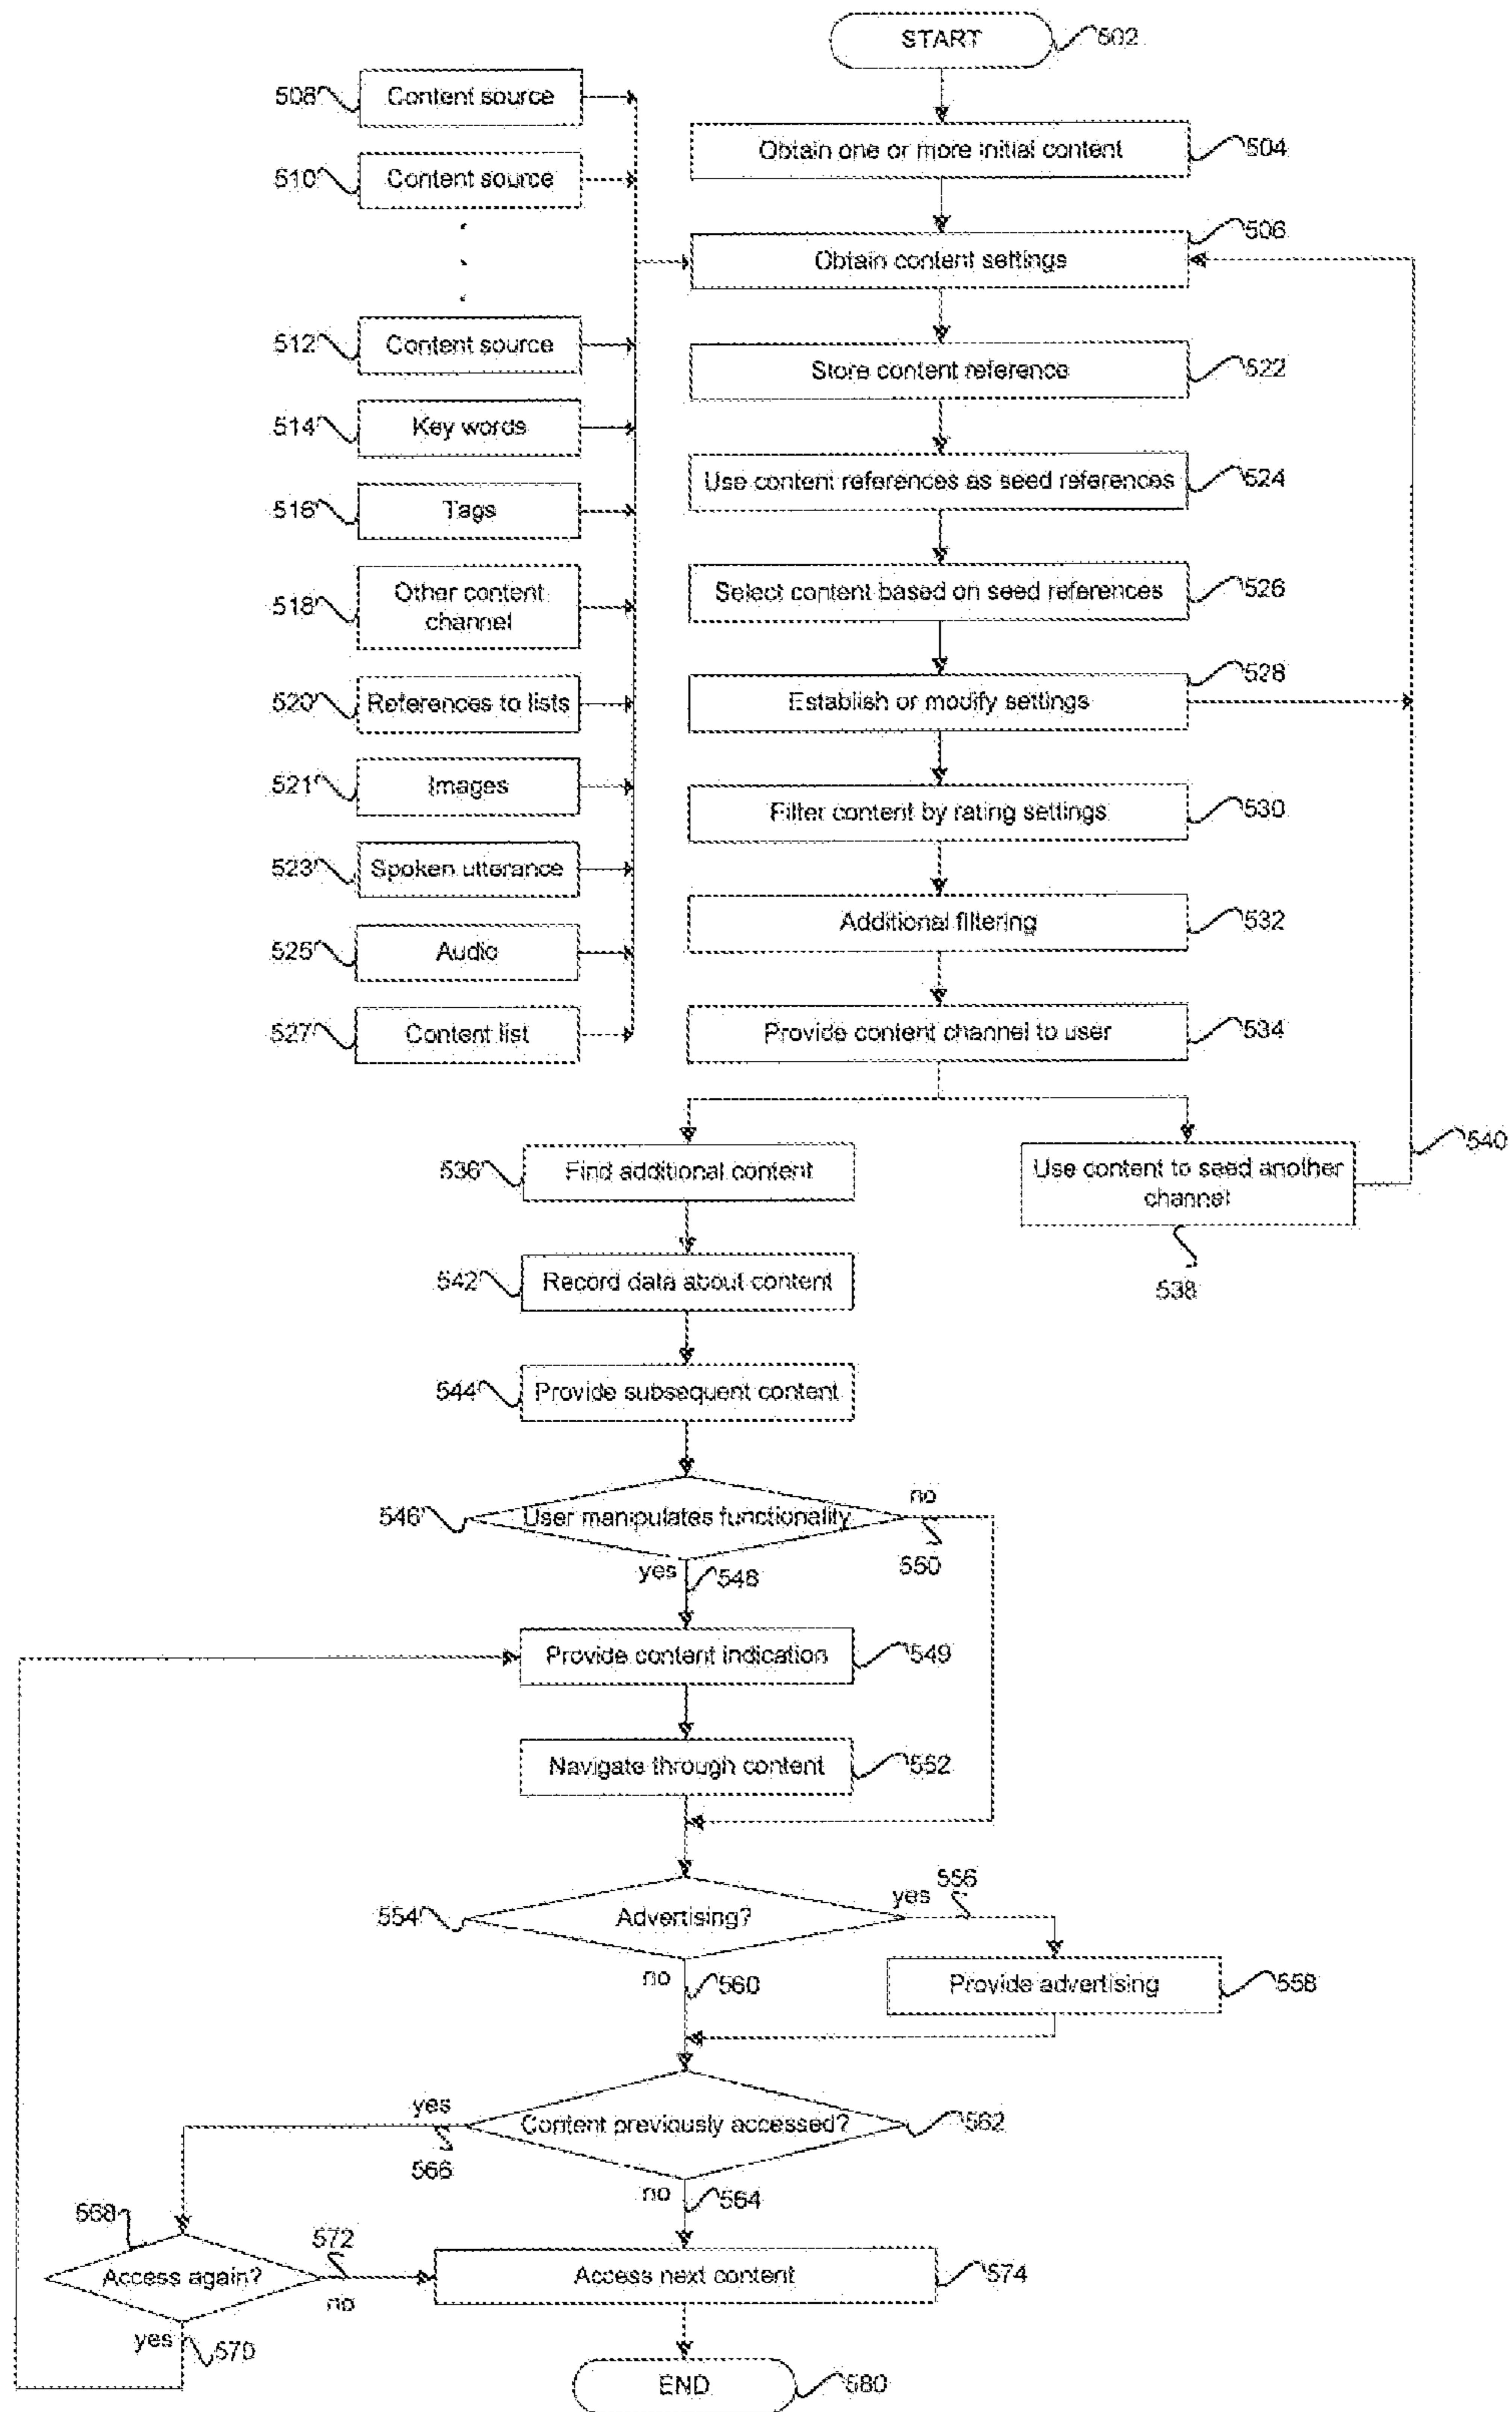 START
502
508
Content source
Obtain one or more initial content
504
510
Content source
506
Obtain content settings
512
Content source
Store content reference
522
514
Key words
Use content references as seed references
524
516
Tags
518
Other content
channel
Select content based on seed references
526
528
520
References to lists
Establish or modify settings
521
Images
Filter content by rating settings
530
523
Spoken utterance
Additional filtering
532
525
Audio
527
Content list
Provide content channel to user
534
540
536
Find additional content
Use content to seed another
channel
542
Record data about content
538
544
Provide subsequent content
no
546
User manipulates functionality
550
yes
548
Provide content indication
549
Navigate through content
552
556
yes
554
Advertising?
no
560
Provide advertising
558
yes
Content previously accessed?
562
566
no
564
568
572
Access again?
Access next content
574
no
yes
570
END
580